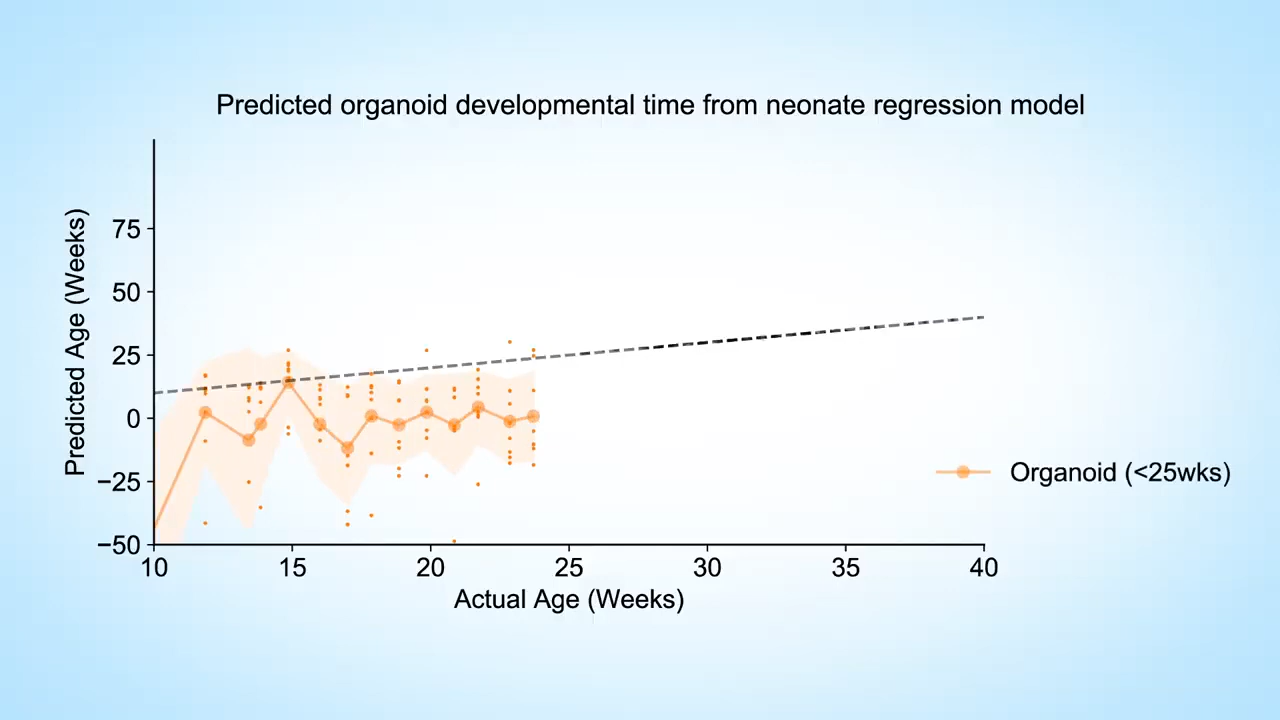 Predicted organoid developmental time from neonate regression model
Predicted Age (Weeks)
75
50
25
0
−25
−50
10 15 20 25 30 35 40
Actual Age (Weeks)
Organoid (<25wks)